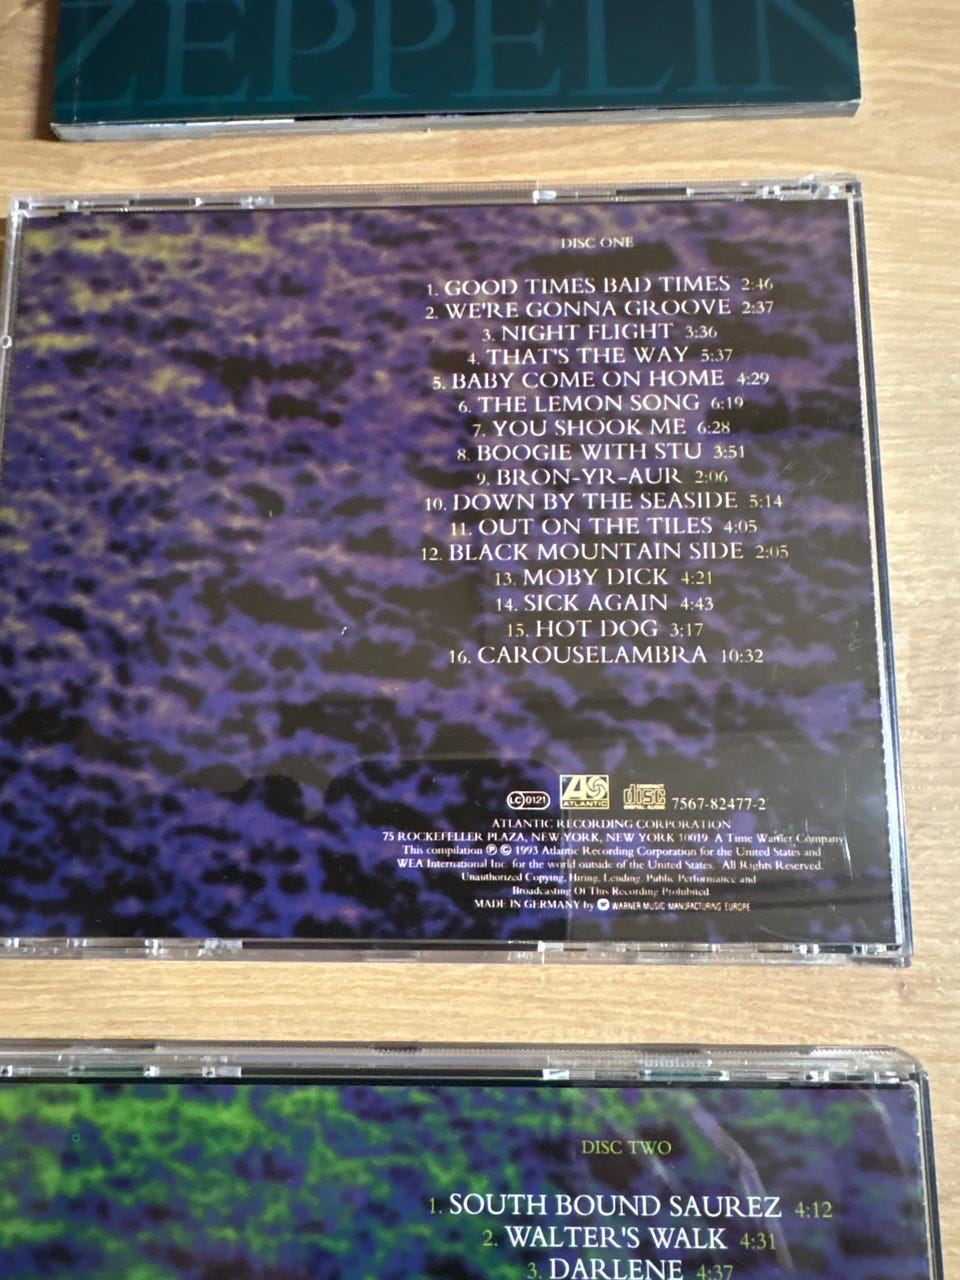 ZEPPELIN
DISC ONE
1. GOOD TIMES BAD TIMES 2:46
2. WE'RE GONNA GROOVE 2:37
3. NIGHT FLIGHT 3:36
4. THAT'S THE WAY 5:37
5. BABY COME ON HOME 4:29
6. THE LEMON SONG 6:19
7. YOU SHOOK ME 6:28
8. BOOGIE WITH STU 3:51
9. BRON-YR-AUR 2:06
10. DOWN BY THE SEASIDE 5:14
11. OUT ON THE TILES 4:05
12. BLACK MOUNTAIN SIDE 2:05
13. MOBY DICK 4:21
14. SICK AGAIN 4:43
15. HOT DOG 3:17
16. CAROUSELAMBRA 10:32
LC 0121 ATLANTIC COMPACT disc DIGITAL AUDIO 7567-82477-2
ATLANTIC RECORDING CORPORATION
75 ROCKEFELLER PLAZA, NEW YORK, NEW YORK 10019 A Time Warner Company
This compilation ℗ © 1993 Atlantic Recording Corporation for the United States and
WEA International Inc. for the world outside of the United States. All Rights Reserved.
Unauthorized Copying, Hiring, Lending, Public Performance and
Broadcasting Of This Recording Prohibited
MADE IN GERMANY by WARNER MUSIC MANUFACTURING EUROPE
DISC TWO
1. SOUTH BOUND SAUREZ 4:12
2. WALTER'S WALK 4:31
3. DARLENE 4:37